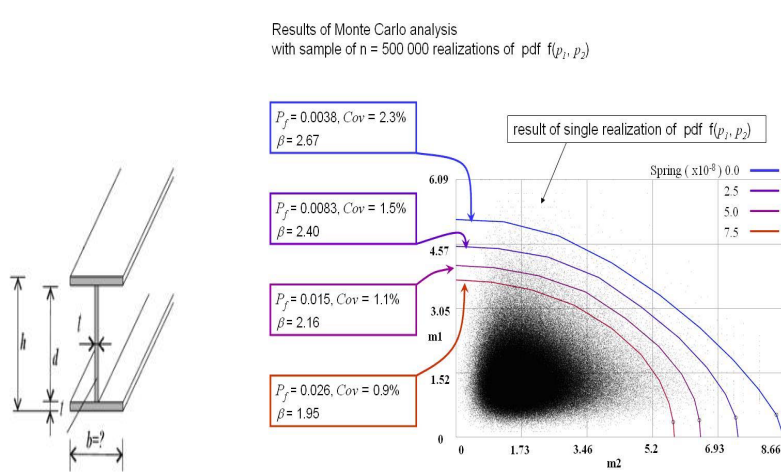 Results of Monte Carlo analysis
with sample of n = 500 000 realizations of pdf f(p₁, p₂)
P_f = 0.0038, Cov = 2.3%
β = 2.67
result of single realization of pdf f(p₁, p₂)
Spring ( x10⁻⁸ ) 0.0
2.5
5.0
7.5
P_f = 0.0083, Cov = 1.5%
β = 2.40
P_f = 0.015, Cov = 1.1%
β = 2.16
P_f = 0.026, Cov = 0.9%
β = 1.95
6.09
4.57
3.05
m1
1.52
0
0 1.73 3.46 5.2 6.93 8.66
m2
h
d
t
t
b=?